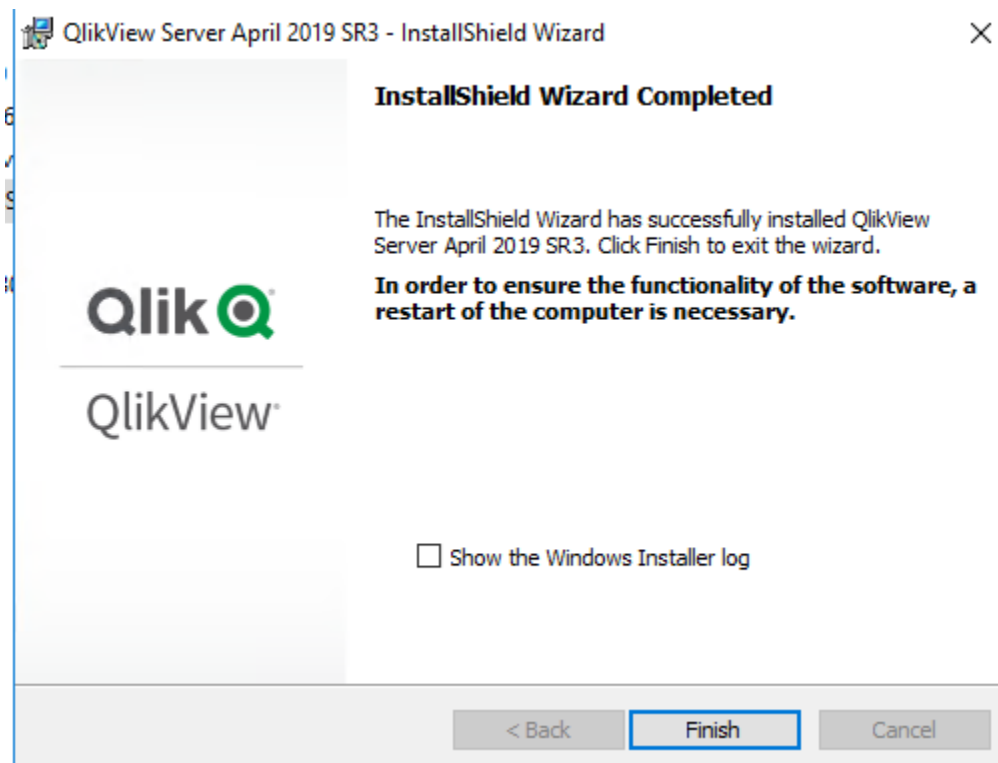 QlikView Server April 2019 SR3 - InstallShield Wizard
InstallShield Wizard Completed
The InstallShield Wizard has successfully installed QlikView
Server April 2019 SR3. Click Finish to exit the wizard.
In order to ensure the functionality of the software, a
restart of the computer is necessary.
Qlik
QlikView
Show the Windows Installer log
< Back
Finish
Cancel